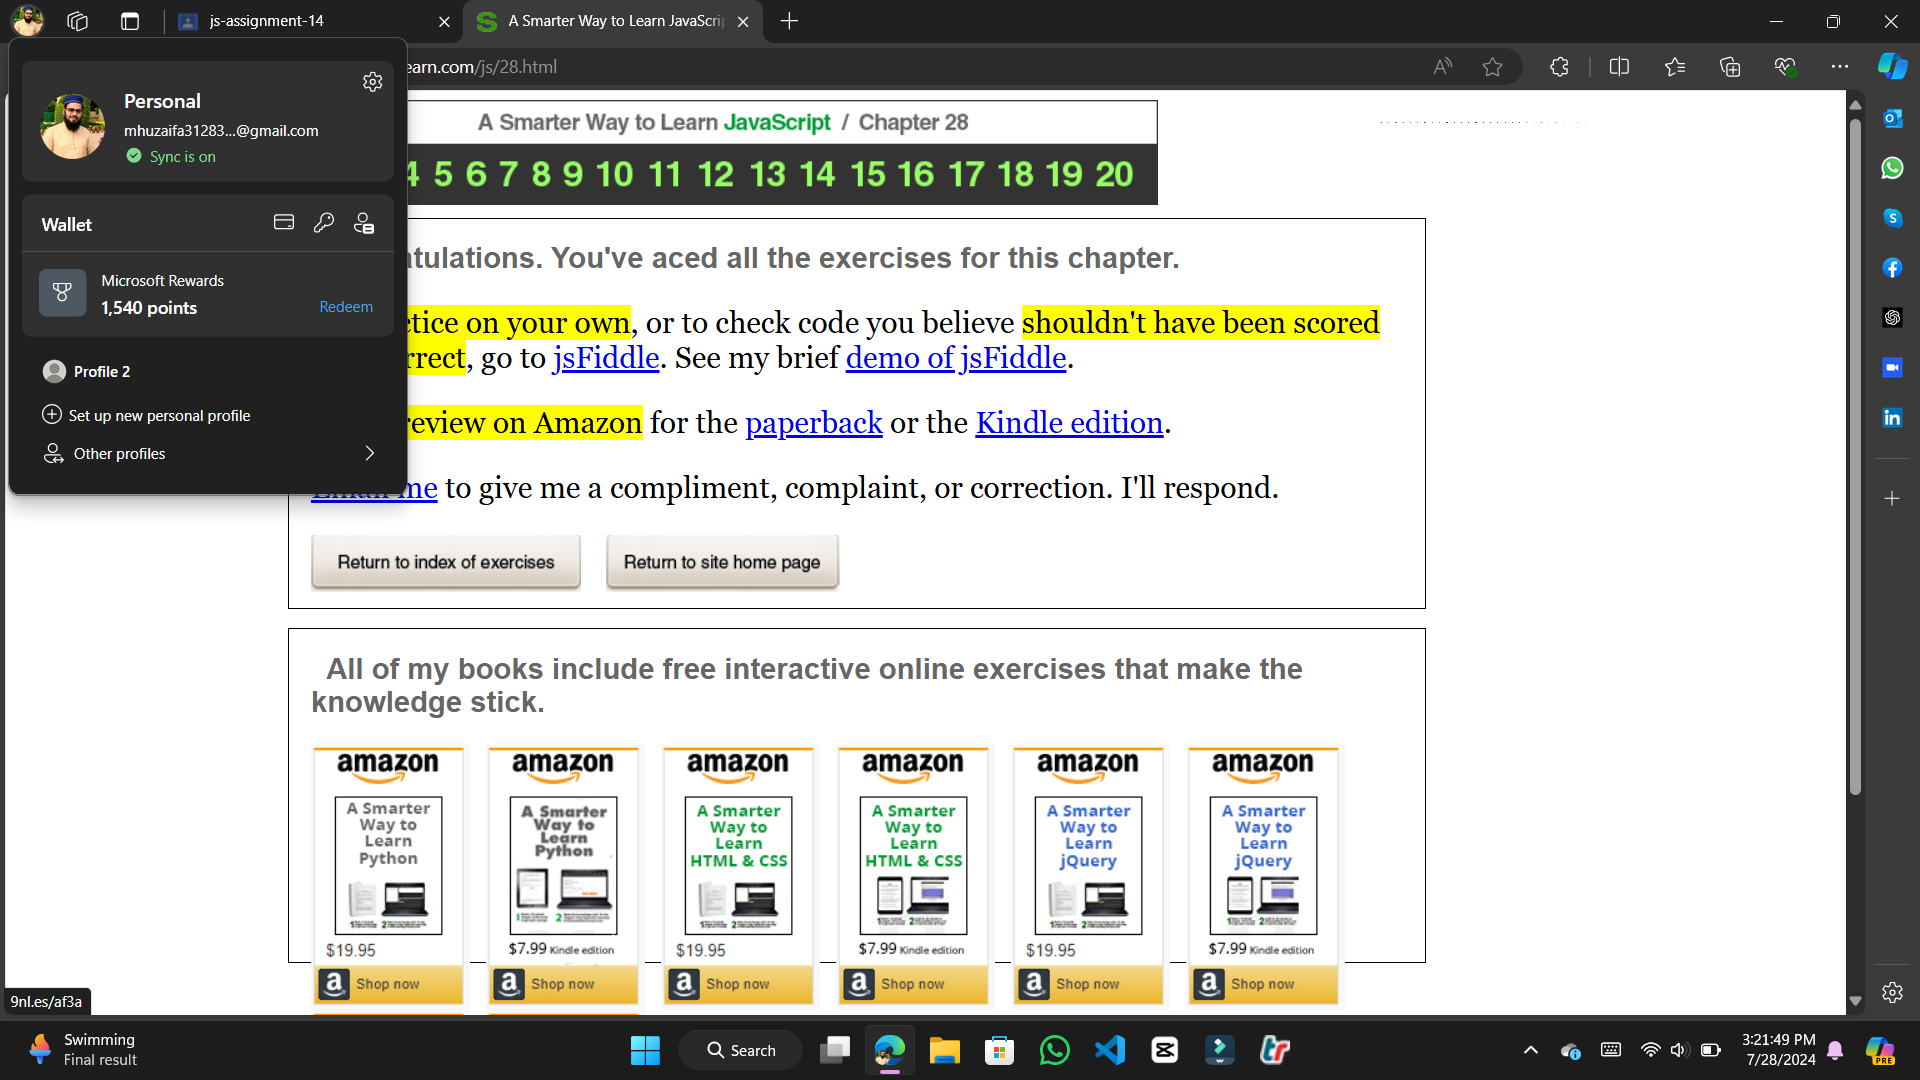 js-assignment-14
A Smarter Way to Learn JavaScri
earn.com/js/28.html
Personal
mhuzaifa31283...@gmail.com
Sync is on
Wallet
Microsoft Rewards
1,540 points
Redeem
Profile 2
Set up new personal profile
Other profiles
A Smarter Way to Learn JavaScript / Chapter 28
4 5 6 7 8 9 10 11 12 13 14 15 16 17 18 19 20
atulations. You've aced all the exercises for this chapter.
ctice on your own, or to check code you believe shouldn't have been scored
rrect, go to jsFiddle. See my brief demo of jsFiddle.
review on Amazon for the paperback or the Kindle edition.
me to give me a compliment, complaint, or correction. I'll respond.
Return to index of exercises
Return to site home page
All of my books include free interactive online exercises that make the
knowledge stick.
amazon
A Smarter
Way to
Learn
Python
$19.95
a Shop now
amazon
A Smarter
Way to
Learn
Python
$7.99 Kindle edition
a Shop now
amazon
A Smarter
Way to
Learn
HTML & CSS
$19.95
a Shop now
amazon
A Smarter
Way to
Learn
HTML & CSS
$7.99 Kindle edition
a Shop now
amazon
A Smarter
Way to
Learn
jQuery
$19.95
a Shop now
amazon
A Smarter
Way to
Learn
jQuery
$7.99 Kindle edition
a Shop now
9nl.es/af3a
Swimming
Final result
Search
3:21:49 PM
7/28/2024
PRE